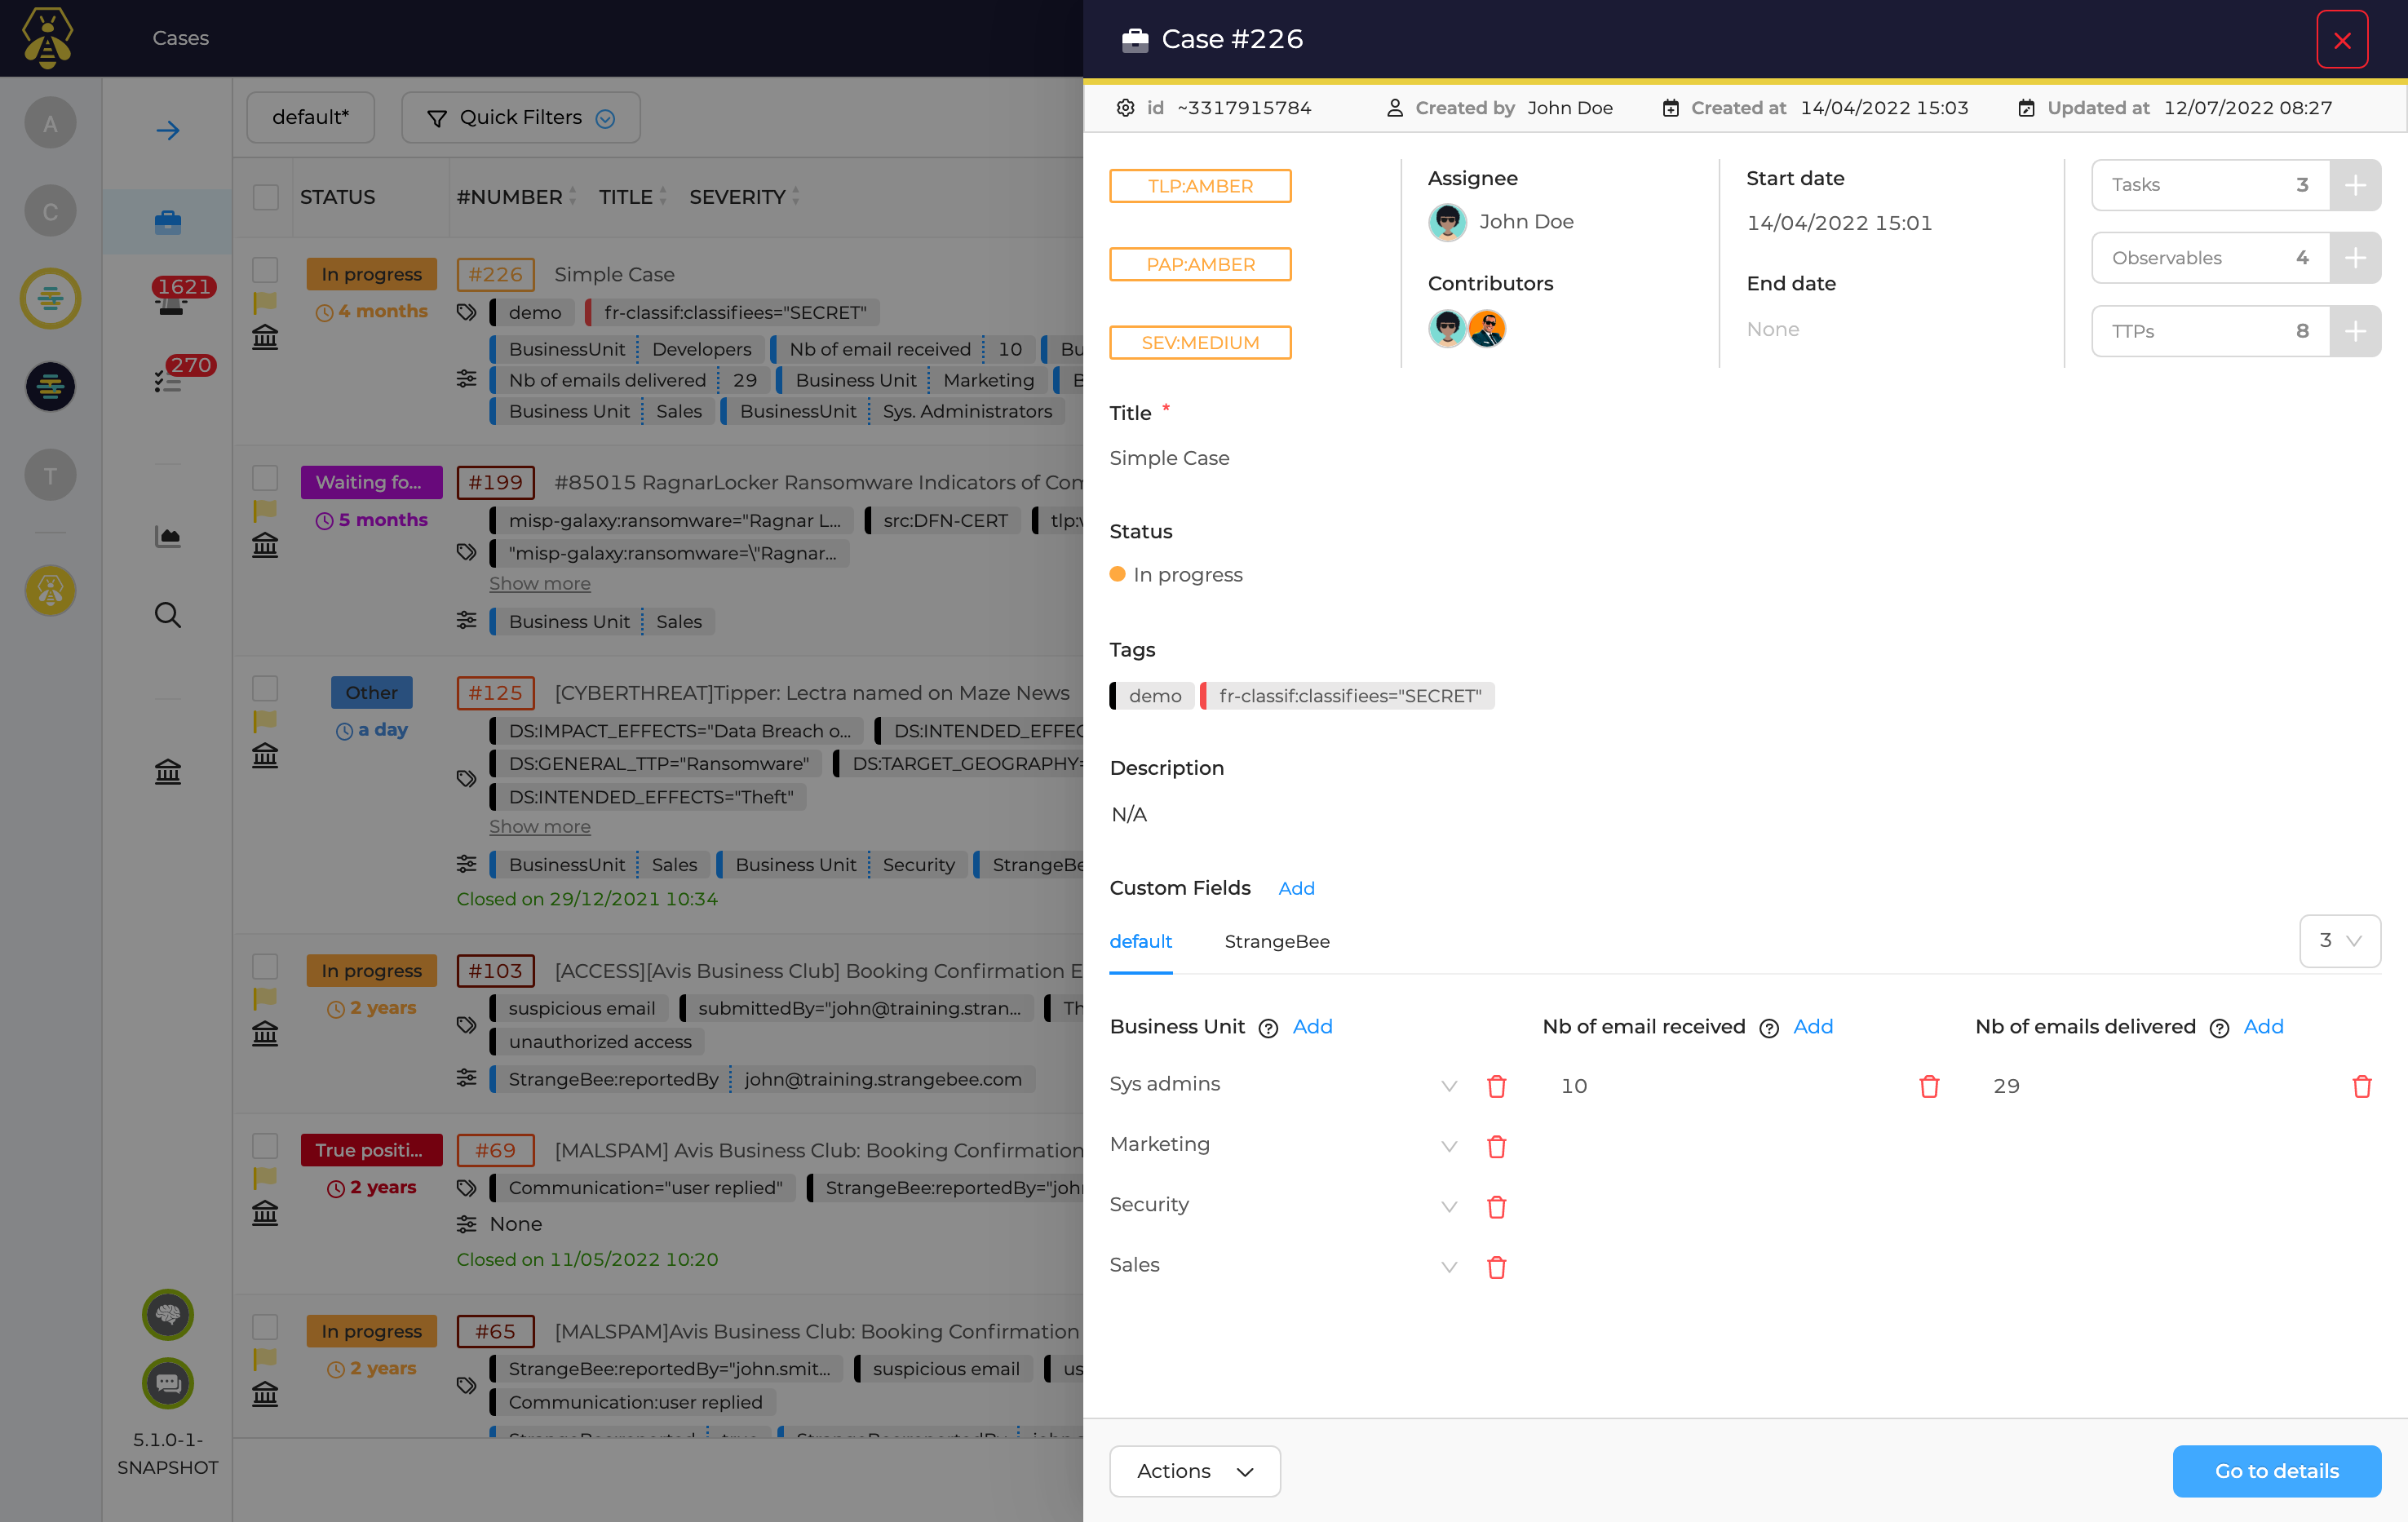 Cases
A
C
T
1621
270
5.1.0-1-
SNAPSHOT
default*
Quick Filters
STATUS #NUMBER TITLE SEVERITY
In progress #226 Simple Case
4 months demo fr-classif:classifiees="SECRET"
BusinessUnit Developers Nb of email received 10 Bu
Nb of emails delivered 29 Business Unit Marketing B
Business Unit Sales BusinessUnit Sys. Administrators
Waiting fo... #199 #85015 RagnarLocker Ransomware Indicators of Com
5 months misp-galaxy:ransomware="Ragnar L... src:DFN-CERT tlp:
"misp-galaxy:ransomware=\"Ragnar...
Show more
Business Unit Sales
Other #125 [CYBERTHREAT]Tipper: Lectra named on Maze News
a day DS:IMPACT_EFFECTS="Data Breach o... DS:INTENDED_EFFEC
DS:GENERAL_TTP="Ransomware" DS:TARGET_GEOGRAPHY=
DS:INTENDED_EFFECTS="Theft"
Show more
BusinessUnit Sales Business Unit Security StrangeBe
Closed on 29/12/2021 10:34
In progress #103 [ACCESS][Avis Business Club] Booking Confirmation E
2 years suspicious email submittedBy="john@training.stran... Th
unauthorized access
StrangeBee:reportedBy john@training.strangebee.com
True positi... #69 [MALSPAM] Avis Business Club: Booking Confirmation
2 years Communication="user replied" StrangeBee:reportedBy="joh
None
Closed on 11/05/2022 10:20
In progress #65 [MALSPAM]Avis Business Club: Booking Confirmation
2 years StrangeBee:reportedBy="john.smit... suspicious email us
Communication:user replied
Case #226
id ~3317915784 Created by John Doe Created at 14/04/2022 15:03 Updated at 12/07/2022 08:27
TLP:AMBER
PAP:AMBER
SEV:MEDIUM
Assignee
John Doe
Contributors
Start date
14/04/2022 15:01
End date
None
Tasks 3
Observables 4
TTPs 8
Title *
Simple Case
Status
In progress
Tags
demo fr-classif:classifiees="SECRET"
Description
N/A
Custom Fields Add
default StrangeBee 3
Business Unit Add Nb of email received Add Nb of emails delivered Add
Sys admins 10 29
Marketing
Security
Sales
Actions Go to details